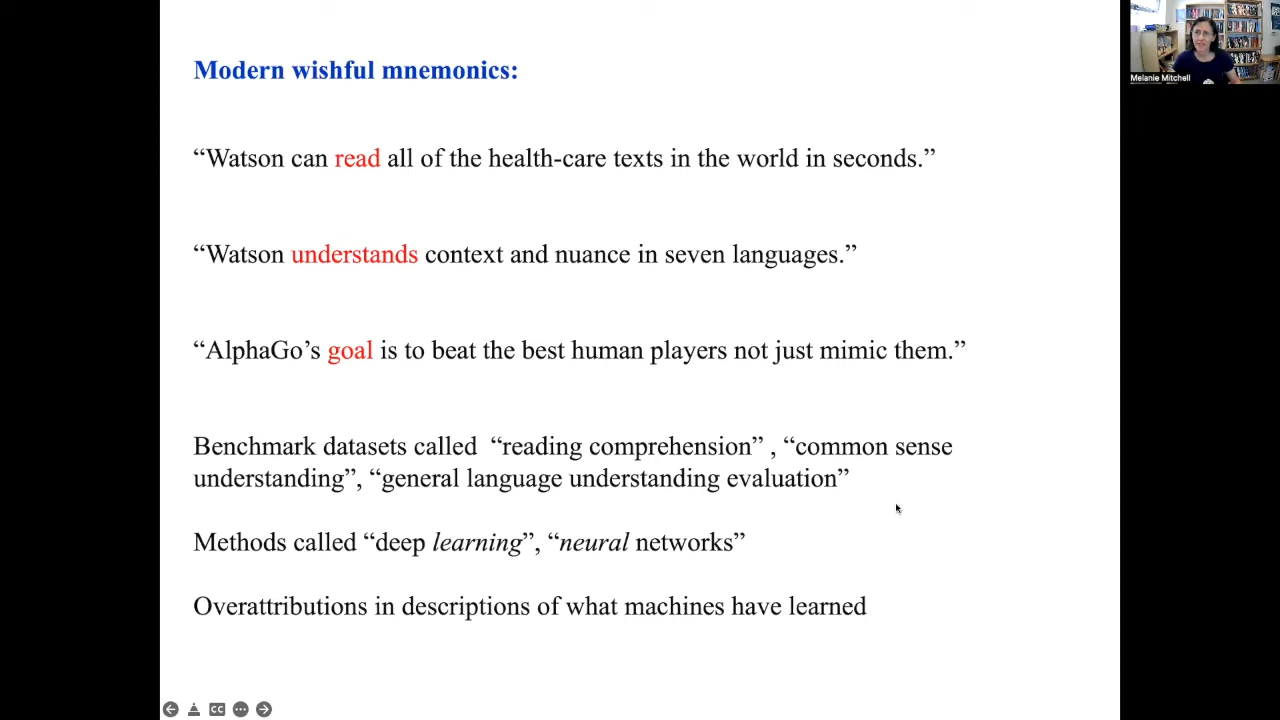 Modern wishful mnemonics:
“Watson can read all of the health-care texts in the world in seconds.”
“Watson understands context and nuance in seven languages.”
“AlphaGo’s goal is to beat the best human players not just mimic them.”
Benchmark datasets called “reading comprehension” , “common sense
understanding”, “general language understanding evaluation”
Methods called “deep learning”, “neural networks”
Overattributions in descriptions of what machines have learned
Melanie Mitchell
CC